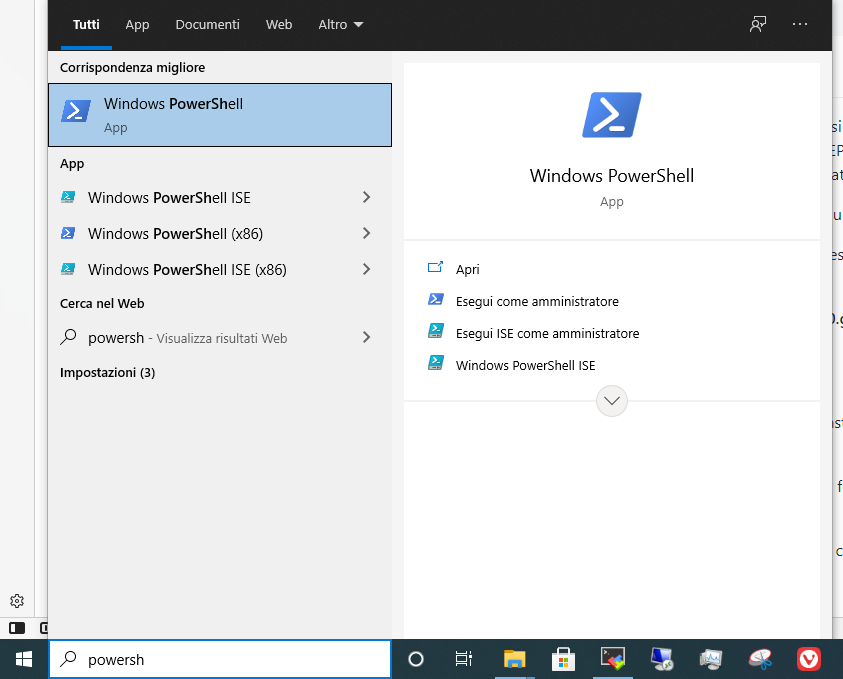 Tutti App Documenti Web Altro
Corrispondenza migliore
Windows PowerShell
App
App
Windows PowerShell ISE
Windows PowerShell (x86)
Windows PowerShell ISE (x86)
Cerca nel Web
powersh - Visualizza risultati Web
Impostazioni (3)
Windows PowerShell
App
Apri
Esegui come amministratore
Esegui ISE come amministratore
Windows PowerShell ISE
powersh